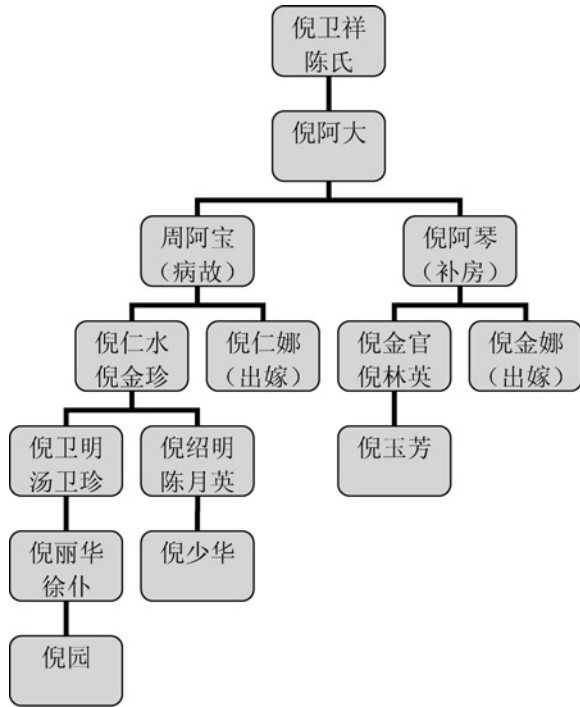 倪卫祥
陈氏
倪阿大
周阿宝
（病故）
倪阿琴
（补房）
倪仁水
倪金珍
倪仁娜
（出嫁）
倪金官
倪林英
倪金娜
（出嫁）
倪卫明
汤卫珍
倪绍明
陈月英
倪玉芳
倪丽华
徐仆
倪少华
倪园